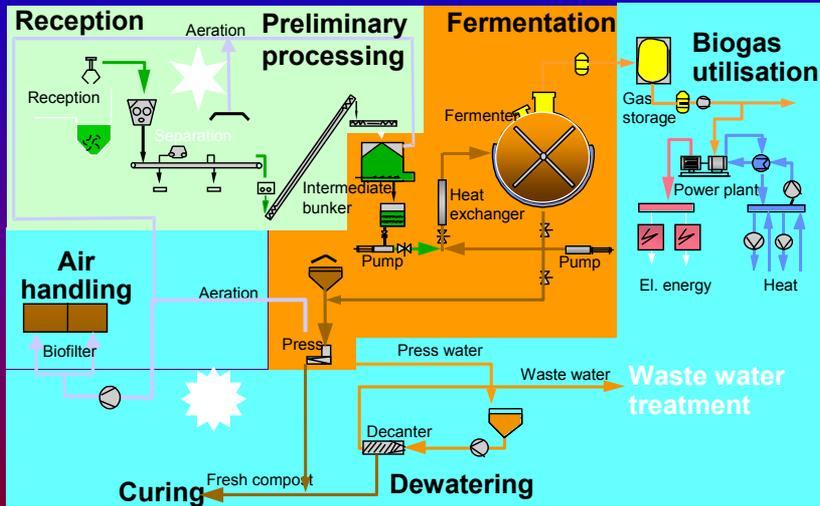 Reception
Preliminary
processing
Aeration
Reception
Separation
Intermediate
bunker
Fermentation
Fermenter
Heat
exchanger
Pump
Pump
Press
Biogas
utilisation
Gas
storage
Power plant
El. energy
Heat
Air
handling
Aeration
Biofilter
Press water
Waste water
Waste water
treatment
Decanter
Dewatering
Fresh compost
Curing